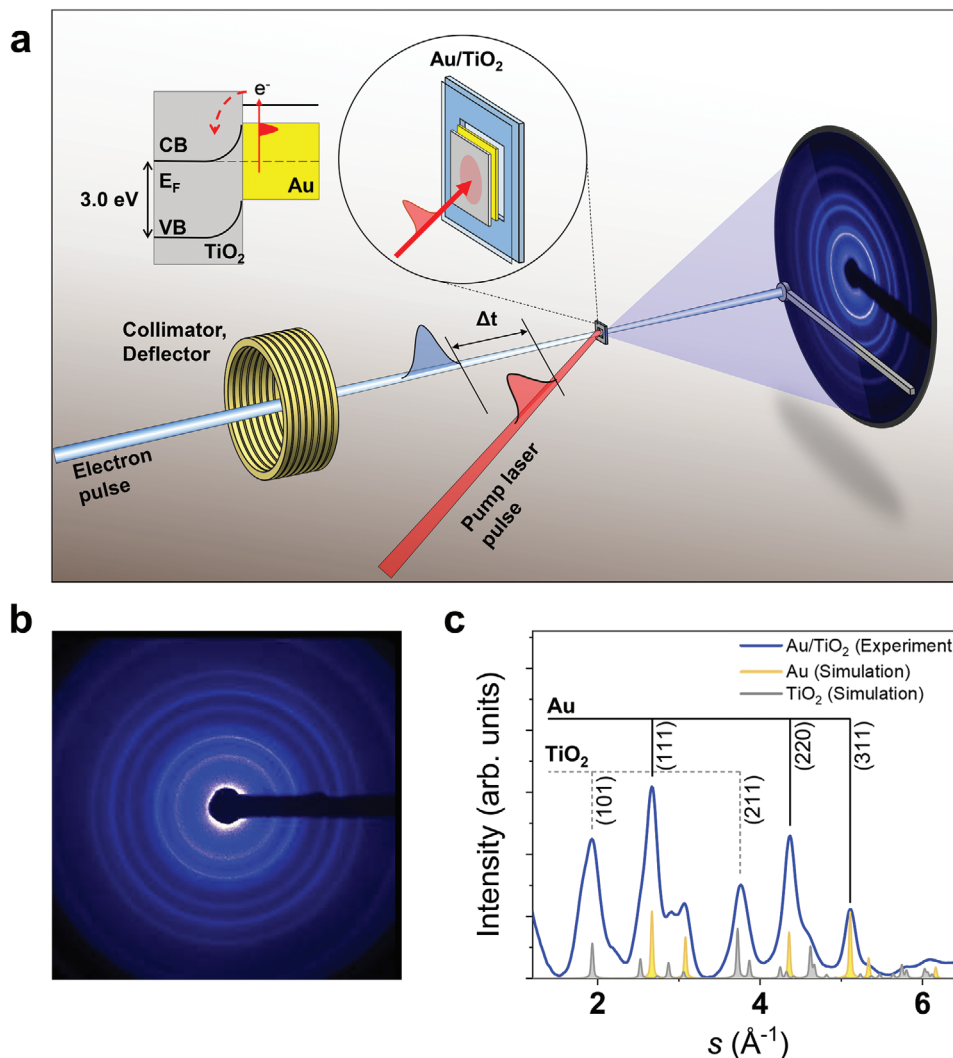 a
Au/TiO₂
e⁻
CB
E_F
Au
3.0 eV
VB
TiO₂
Δt
Collimator,
Deflector
Electron
pulse
Pump laser
pulse
b
c
Au/TiO₂ (Experiment
Au (Simulation)
TiO₂ (Simulation)
Au
TiO₂
(101)
(111)
(211)
(220)
(311)
Intensity (arb. units)
2
4
6
s (Å⁻¹)